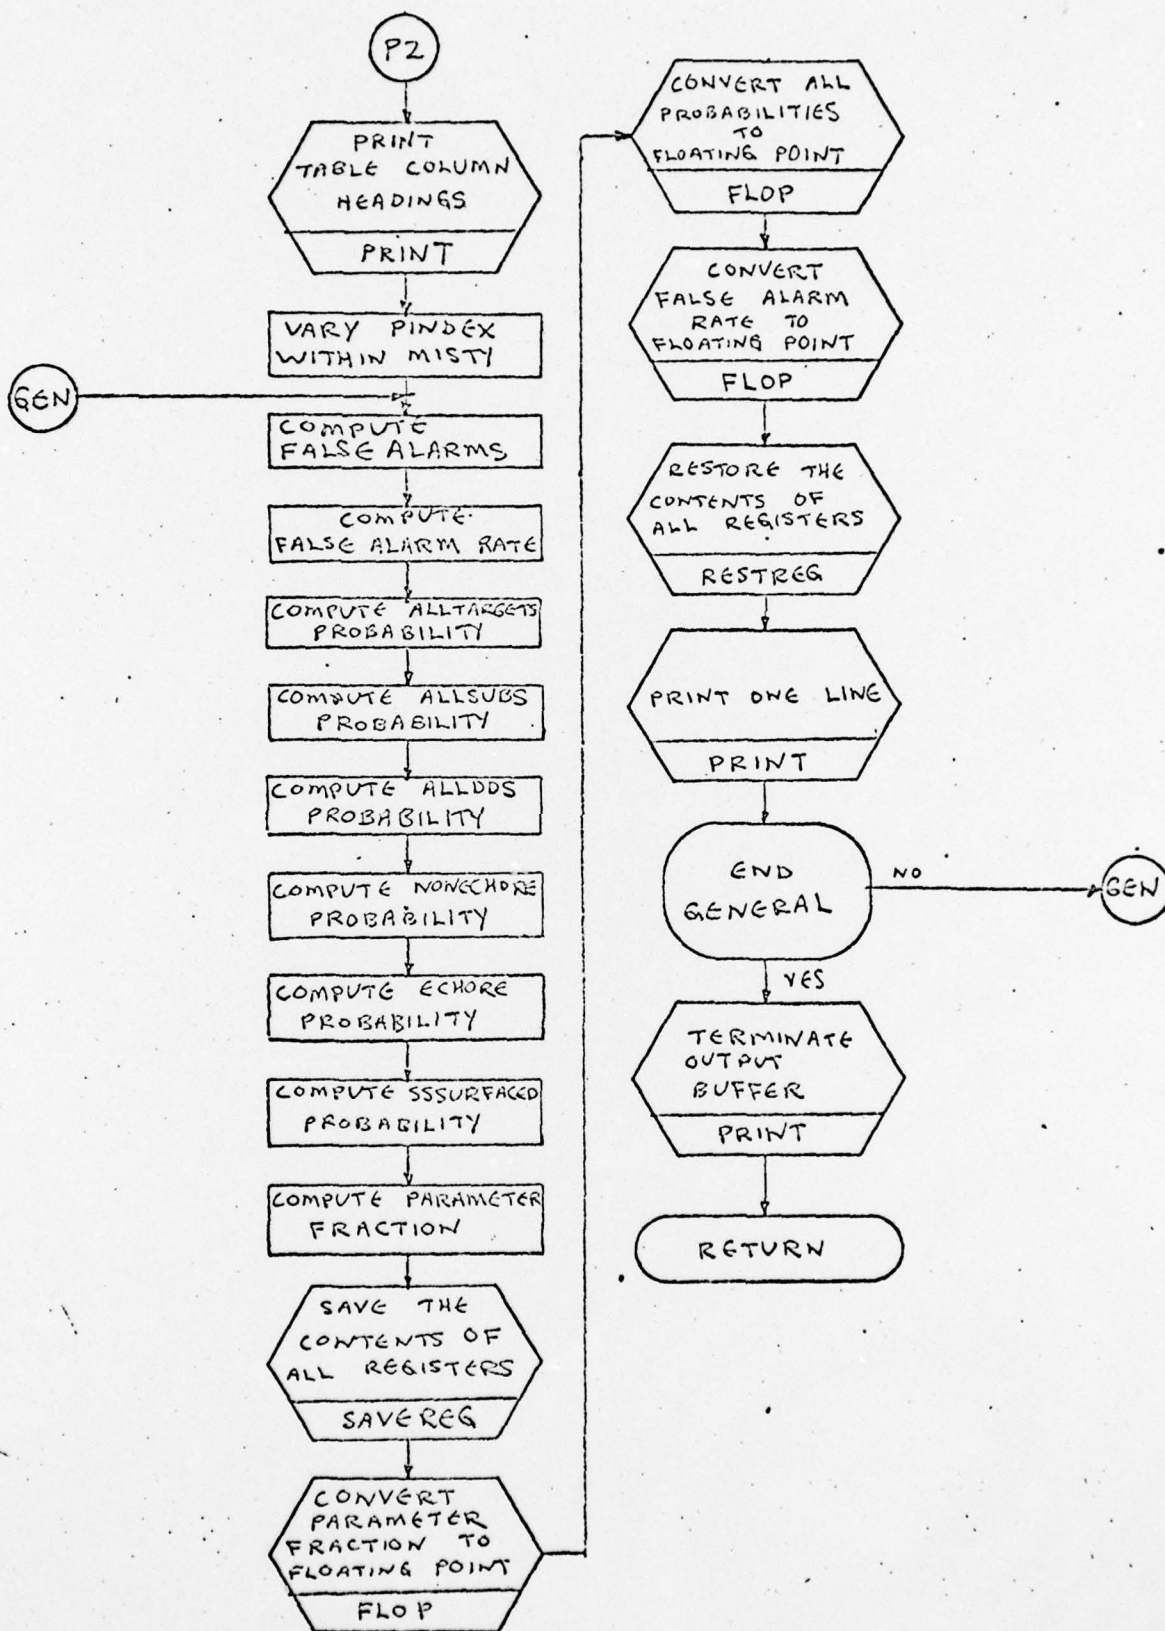 P2
PRINT
TABLE COLUMN
HEADINGS
PRINT
VARY PINDEX
WITHIN MISTY
GEN
COMPUTE
FALSE ALARMS
COMPUTE
FALSE ALARM RATE
COMPUTE ALLTARGETS
PROBABILITY
COMPUTE ALLSUBS
PROBABILITY
COMPUTE ALLDDS
PROBABILITY
COMPUTE NONECHORE
PROBABILITY
COMPUTE ECHORE
PROBABILITY
COMPUTE SSSURFACED
PROBABILITY
COMPUTE PARAMETER
FRACTION
SAVE THE
CONTENTS OF
ALL REGISTERS
SAVEREG
CONVERT
PARAMETER
FRACTION TO
FLOATING POINT
FLOP
CONVERT ALL
PROBABILITIES
TO
FLOATING POINT
FLOP
CONVERT
FALSE ALARM
RATE TO
FLOATING POINT
FLOP
RESTORE THE
CONTENTS OF
ALL REGISTERS
RESTREG
PRINT ONE LINE
PRINT
END
GENERAL
NO
GEN
YES
TERMINATE
OUTPUT
BUFFER
PRINT
RETURN